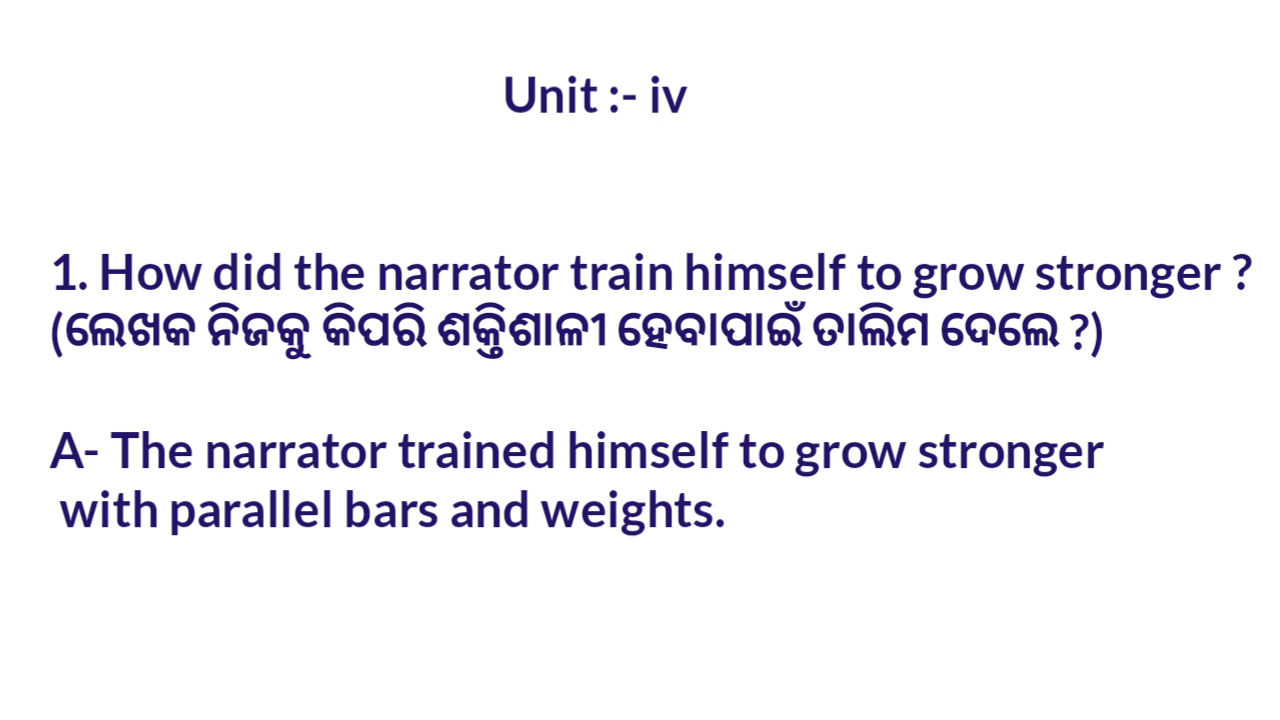 Unit :- iv
1. How did the narrator train himself to grow stronger ?
(ଲେଖକ ନିଜକୁ କିପରି ଶକ୍ତିଶାଳୀ ହେବାପାଇଁ ତାଲିମ ଦେଲେ ?)
A- The narrator trained himself to grow stronger
with parallel bars and weights.